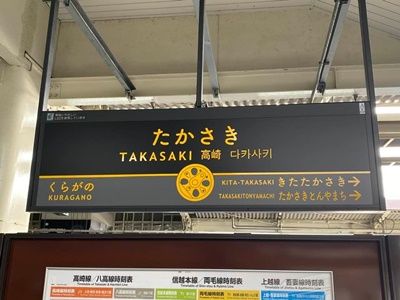 たかさき
TAKASAKI 高崎 다카사키
くらがの
KURAGANO
KITA-TAKASAKI きたたかさき
TAKASAKITONYAMACHI たかさきとんやまち
高崎線／八高線時刻表
信越本線／両毛線時刻表
上越線／吾妻線時刻表